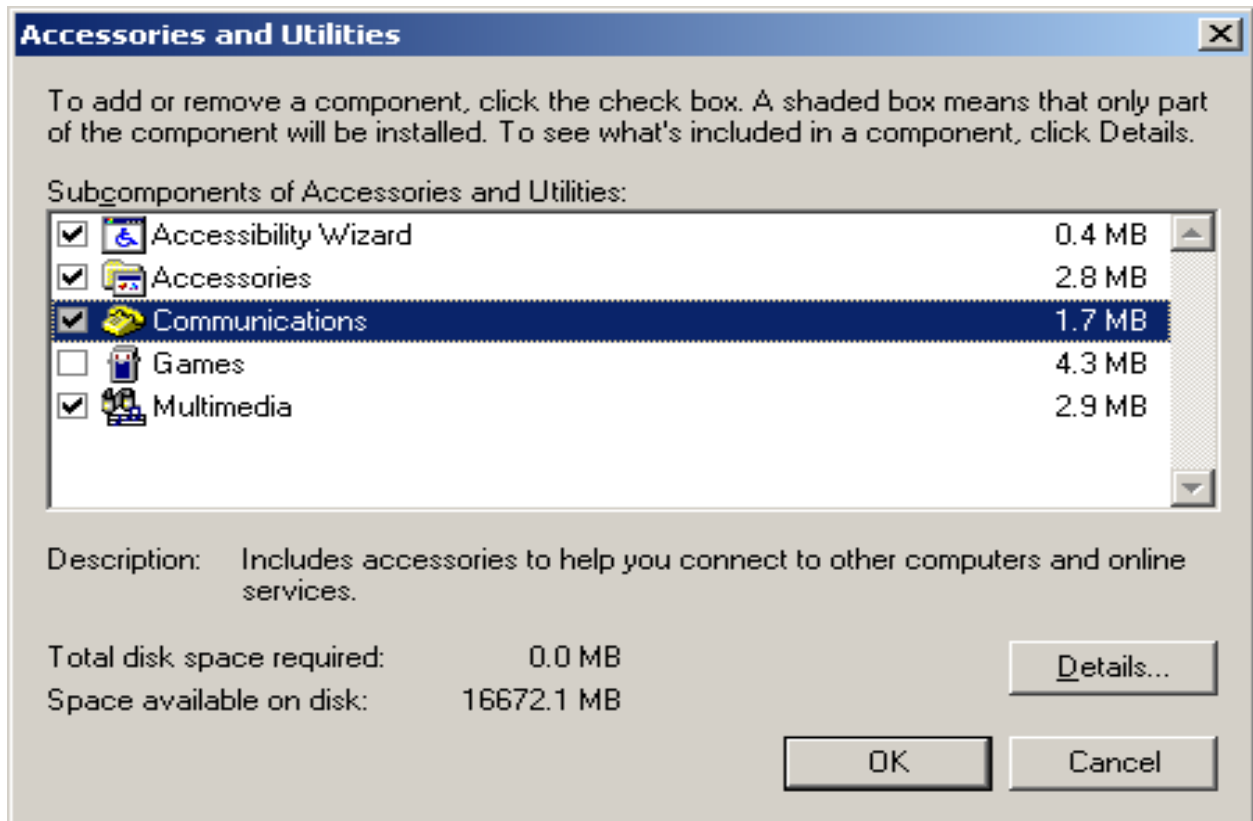 Accessories and Utilities
To add or remove a component, click the check box. A shaded box means that only part
of the component will be installed. To see what's included in a component, click Details.
Subcomponents of Accessories and Utilities:
Accessibility Wizard 0.4 MB
Accessories 2.8 MB
Communications 1.7 MB
Games 4.3 MB
Multimedia 2.9 MB
Description: Includes accessories to help you connect to other computers and online
services.
Total disk space required: 0.0 MB
Space available on disk: 16672.1 MB
Details...
OK Cancel